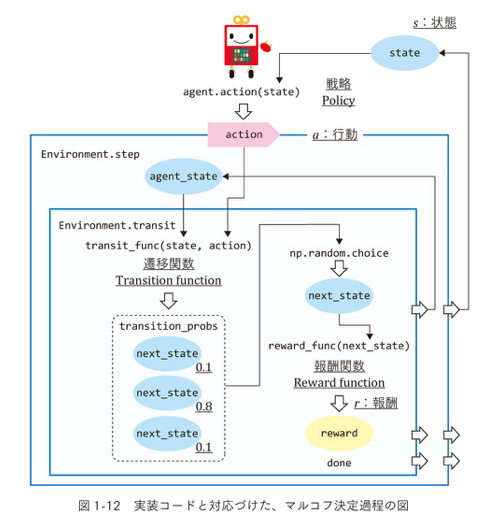 s：状態
state
agent.action(state)
戦略
Policy
action
a：行動
Environment.step
agent_state
Environment.transit
transit_func(state, action)
遷移関数
Transition function
np.random.choice
next_state
transition_probs
next_state
0.1
next_state
0.8
next_state
0.1
reward_func(next_state)
報酬関数
Reward function
r：報酬
reward
done
図 1-12　実装コードと対応づけた、マルコフ決定過程の図